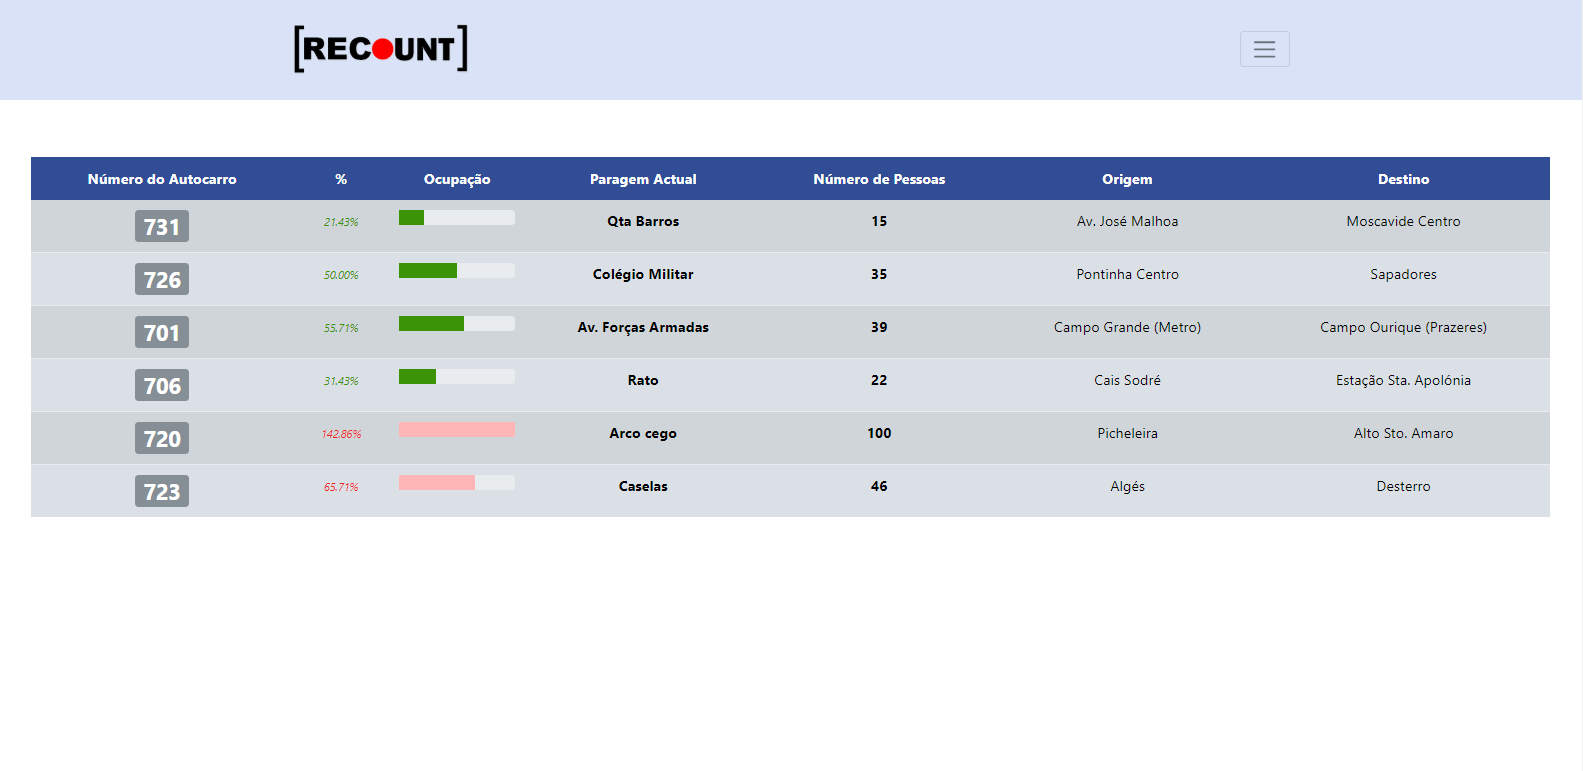 [RECOUNT]
Número do Autocarro % Ocupação Paragem Actual Número de Pessoas Origem Destino
731 21.43% Qta Barros 15 Av. José Malhoa Moscavide Centro
726 50.00% Colégio Militar 35 Pontinha Centro Sapadores
701 55.71% Av. Forças Armadas 39 Campo Grande (Metro) Campo Ourique (Prazeres)
706 31.43% Rato 22 Cais Sodré Estação Sta. Apolónia
720 142.86% Arco cego 100 Picheleira Alto Sto. Amaro
723 65.71% Caselas 46 Algés Desterro